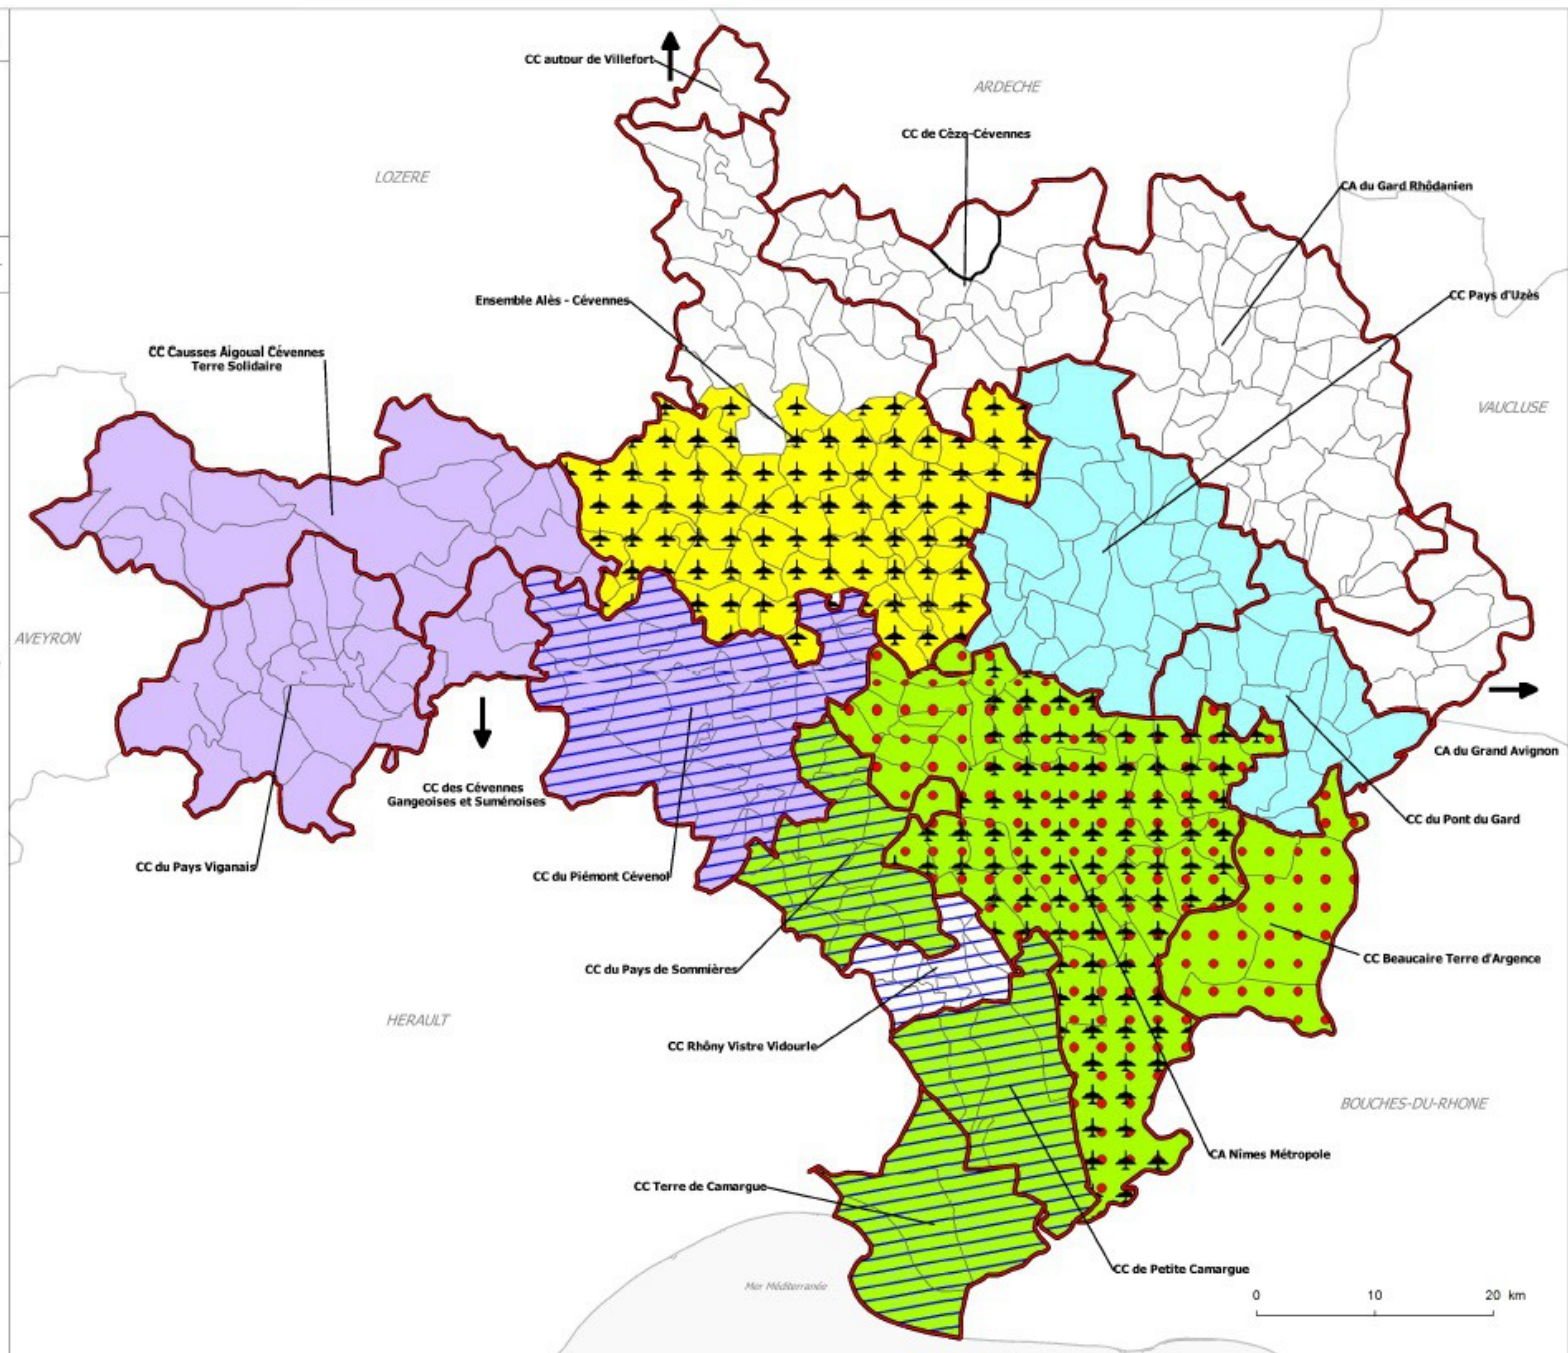 CC autour de Villefort
ARDECHE
CC de Cèze-Cévennes
LOZERE
CA du Gard Rhôdanien
CC Pays d'Uzès
Ensemble Alès - Cévennes
CC Causses Aigoual Cévennes
Terre Solidaire
VAUCLUSE
AVEYRON
CA du Grand Avignon
CC des Cévennes
Gangeoises et Suménoises
CC du Pont du Gard
CC du Pays Viganais
CC du Piémont Cévenol
CC Beaucaire Terre d'Argence
CC du Pays de Sommières
HERAULT
CC Rhôny Vistre Vidourle
BOUCHES-DU-RHONE
CA Nîmes Métropole
CC Terre de Camargue
CC de Petite Camargue
Mer Méditerranée
0 10 20 km